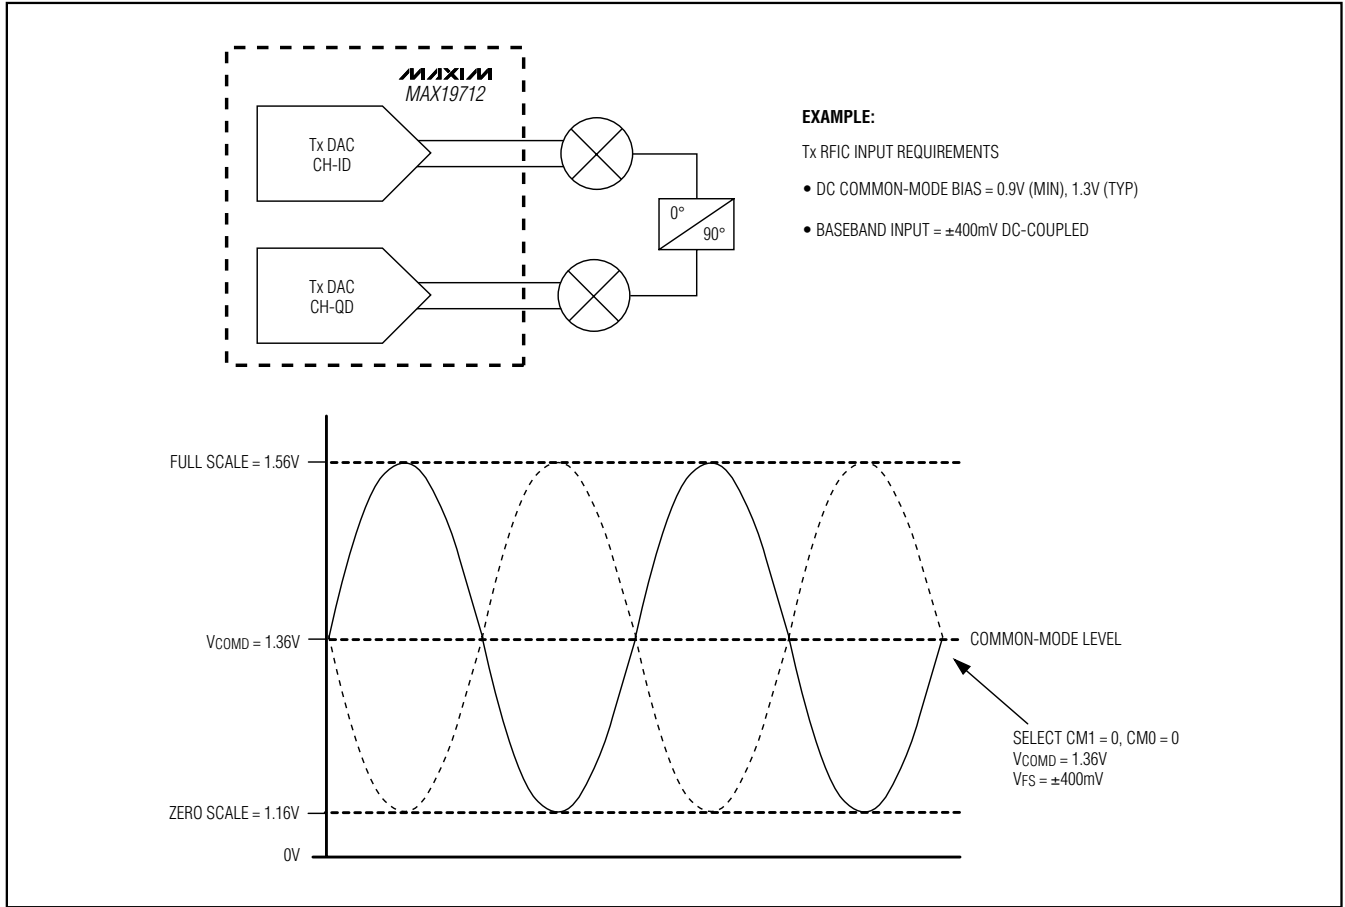 MAXIM
MAX19712
Tx DAC
CH-ID
Tx DAC
CH-QD
0°
90°
EXAMPLE:
Tx RFIC INPUT REQUIREMENTS
• DC COMMON-MODE BIAS = 0.9V (MIN), 1.3V (TYP)
• BASEBAND INPUT = ±400mV DC-COUPLED
FULL SCALE = 1.56V
VCOMD = 1.36V
COMMON-MODE LEVEL
SELECT CM1 = 0, CM0 = 0
VCOMD = 1.36V
VFS = ±400mV
ZERO SCALE = 1.16V
0V